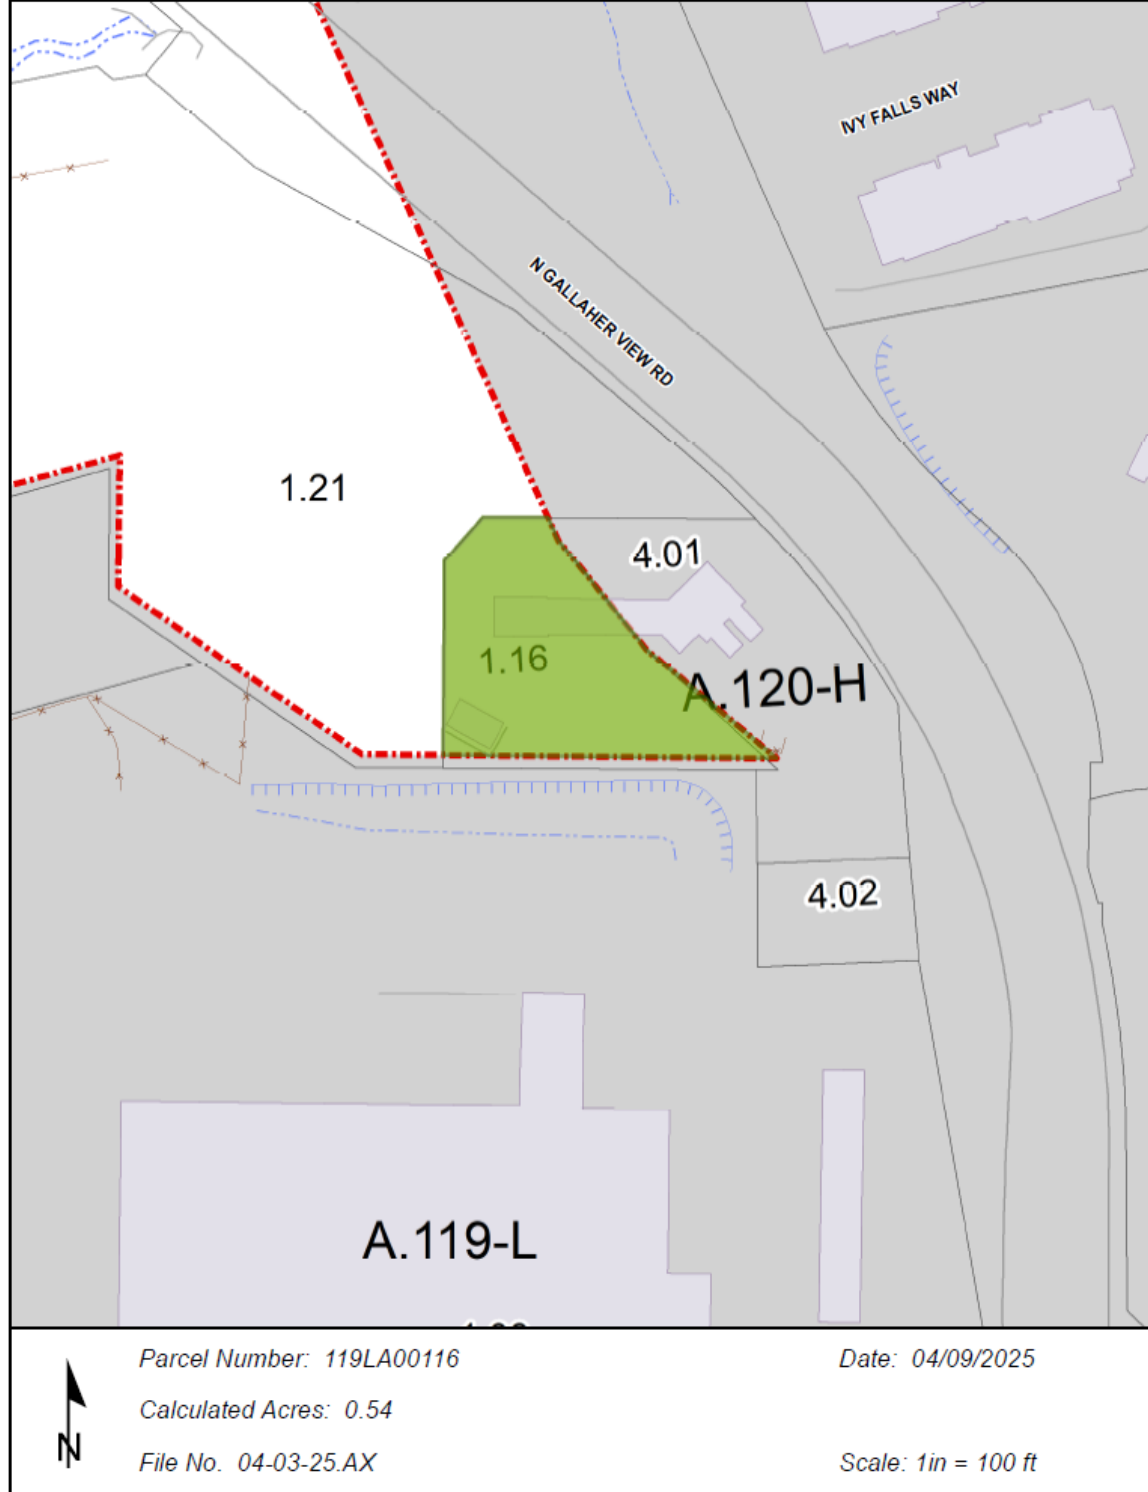 IVY FALLS WAY
N GALLAHER VIEW RD
1.21
4.01
1.16
A.120-H
4.02
A.119-L
N
Parcel Number: 119LA00116
Date: 04/09/2025
Calculated Acres: 0.54
File No. 04-03-25.AX
Scale: 1in = 100 ft